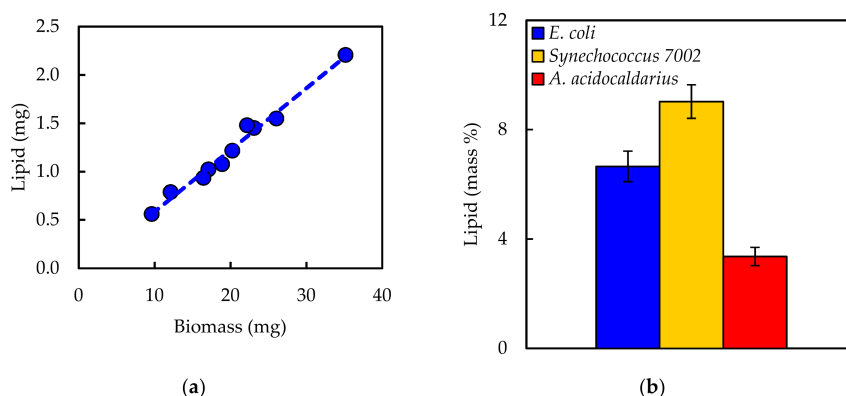 2.5
2.0
1.5
1.0
0.5
0.0
Lipid (mg)
0
10
20
30
40
Biomass (mg)
(a)
12
8
4
0
Lipid (mass %)
E. coli
Synechococcus 7002
A. acidocaldarius
(b)